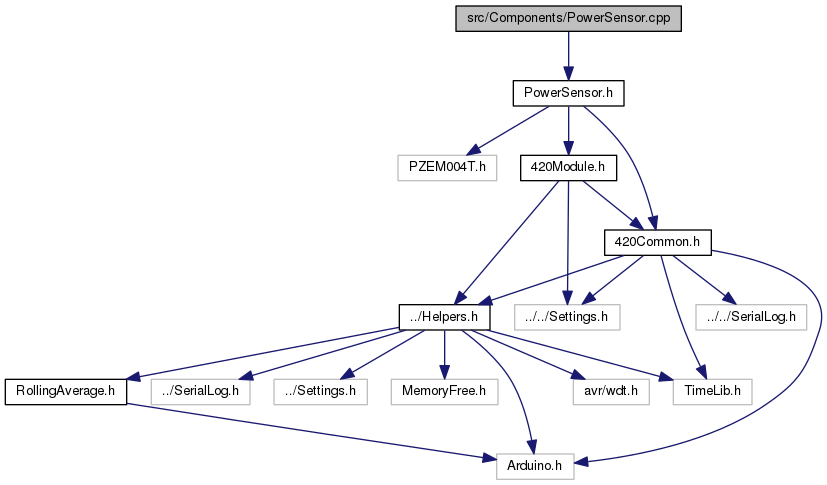 src/Components/PowerSensor.cpp
PowerSensor.h
PZEM004T.h
420Module.h
420Common.h
../Helpers.h
../../Settings.h
../../SerialLog.h
RollingAverage.h
../SerialLog.h
../Settings.h
MemoryFree.h
avr/wdt.h
TimeLib.h
Arduino.h